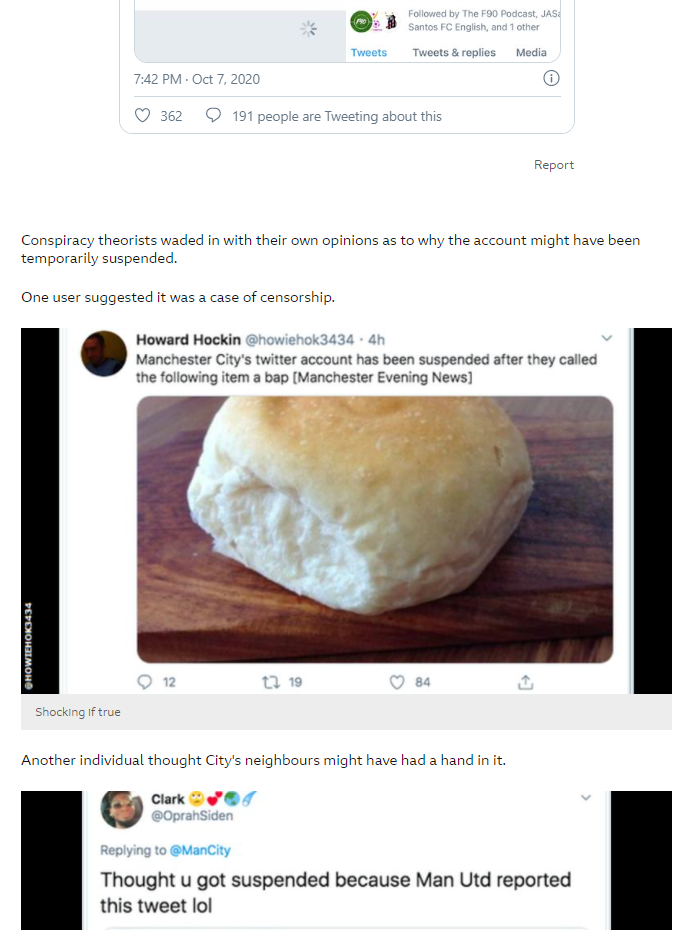 Followed by The F90 Podcast, JASa
Santos FC English, and 1 other
Tweets Tweets & replies Media
7:42 PM · Oct 7, 2020
362 191 people are Tweeting about this
Report
Conspiracy theorists waded in with their own opinions as to why the account might have been
temporarily suspended.
One user suggested it was a case of censorship.
Howard Hockin @howiehok3434 · 4h
Manchester City's twitter account has been suspended after they called
the following item a bap [Manchester Evening News]
12 19 84
@HOWIEHOK3434
Shocking if true
Another individual thought City's neighbours might have had a hand in it.
Clark 🙄💕🌏☄️
@OprahSiden
Replying to @ManCity
Thought u got suspended because Man Utd reported
this tweet lol